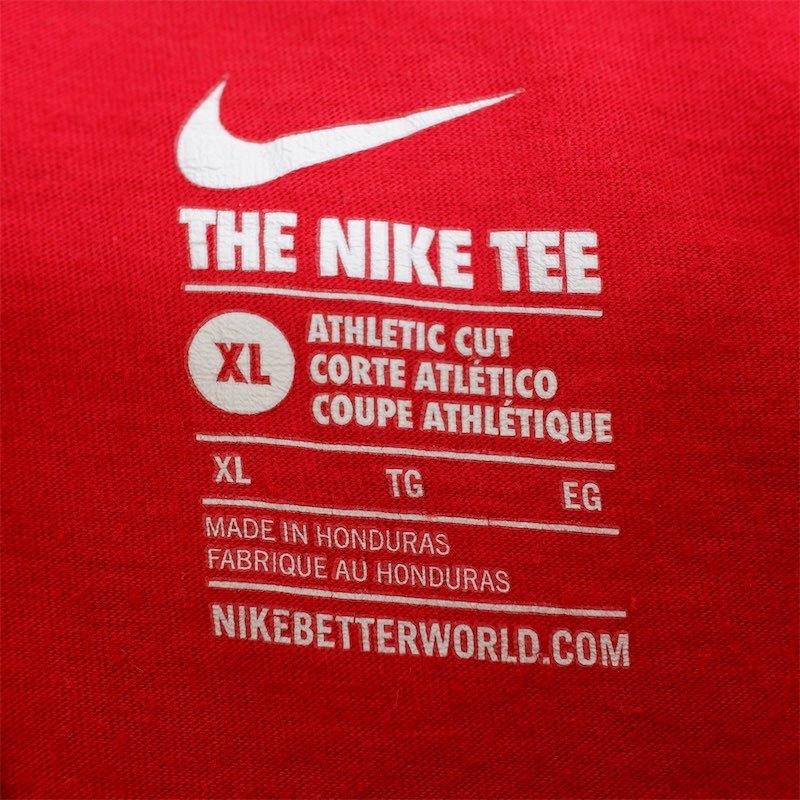 THE NIKE TEE
XL
ATHLETIC CUT
CORTE ATLÉTICO
COUPE ATHLÉTIQUE
XL TG EG
MADE IN HONDURAS
FABRIQUE AU HONDURAS
NIKEBETTERWORLD.COM